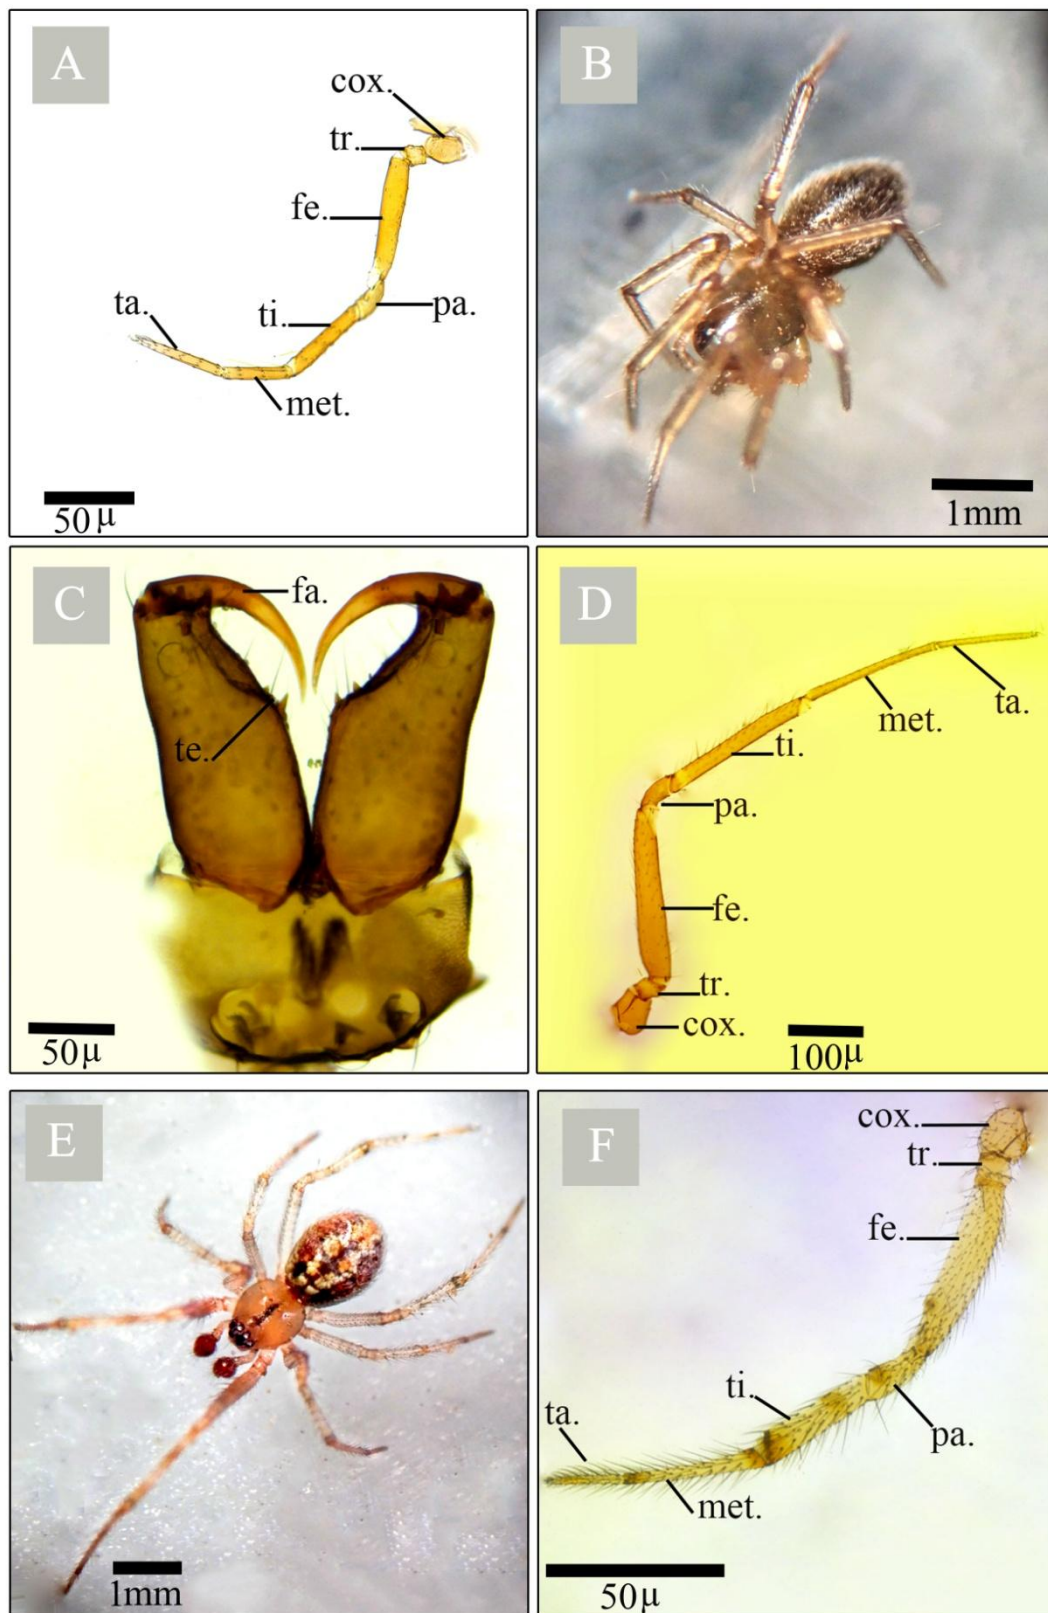 A
cox.
tr.
fe.
pa.
ti.
ta.
met.
50µ
B
1mm
C
fa.
te.
50µ
D
ta.
met.
ti.
pa.
fe.
tr.
cox.
100µ
E
1mm
F
cox.
tr.
fe.
ti.
pa.
ta.
met.
50µ